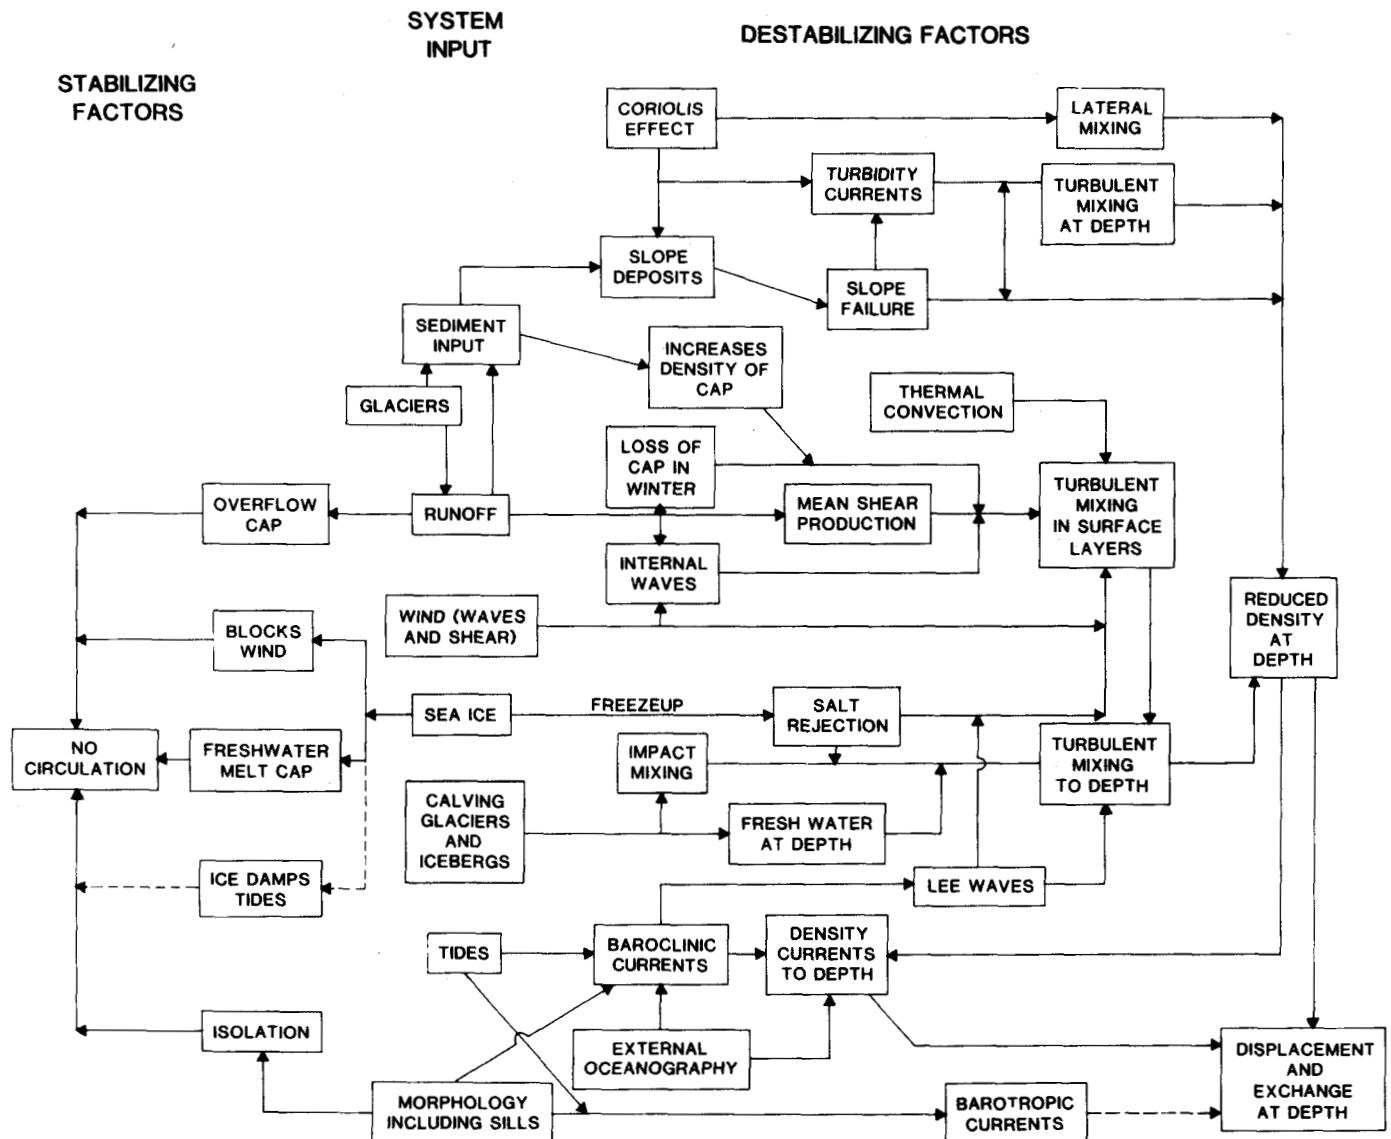 SYSTEM
INPUT
DESTABILIZING FACTORS
STABILIZING
FACTORS
CORIOLIS
EFFECT
LATERAL
MIXING
TURBIDITY
CURRENTS
TURBULENT
MIXING
AT DEPTH
SLOPE
DEPOSITS
SLOPE
FAILURE
SEDIMENT
INPUT
INCREASES
DENSITY OF
CAP
GLACIERS
THERMAL
CONVECTION
LOSS OF
CAP IN
WINTER
OVERFLOW
CAP
RUNOFF
MEAN SHEAR
PRODUCTION
TURBULENT
MIXING
IN SURFACE
LAYERS
INTERNAL
WAVES
WIND (WAVES
AND SHEAR)
REDUCED
DENSITY
AT
DEPTH
BLOCKS
WIND
SEA ICE
FREEZEUP
SALT
REJECTION
NO
CIRCULATION
FRESHWATER
MELT CAP
IMPACT
MIXING
TURBULENT
MIXING
TO DEPTH
CALVING
GLACIERS
AND
ICEBERGS
FRESH WATER
AT DEPTH
ICE DAMPS
TIDES
LEE WAVES
TIDES
BAROCLINIC
CURRENTS
DENSITY
CURRENTS
TO DEPTH
ISOLATION
EXTERNAL
OCEANOGRAPHY
DISPLACEMENT
AND
EXCHANGE
AT DEPTH
MORPHOLOGY
INCLUDING SILLS
BAROTROPIC
CURRENTS